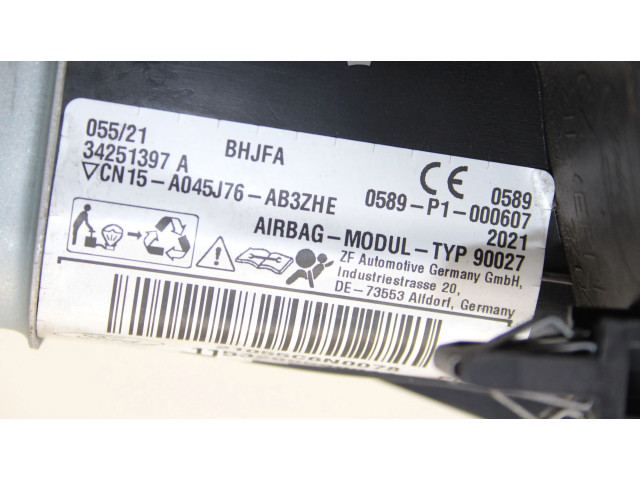 055/21
BHJFA
34251397 A
CE 0589
▽CN15-A045J76-AB3ZHE
0589-P1-000607
2021
AIRBAG-MODUL-TYP 90027
ZF Automotive Germany GmbH,
Industriestrasse 20,
DE-73553 Alfdorf, Germany